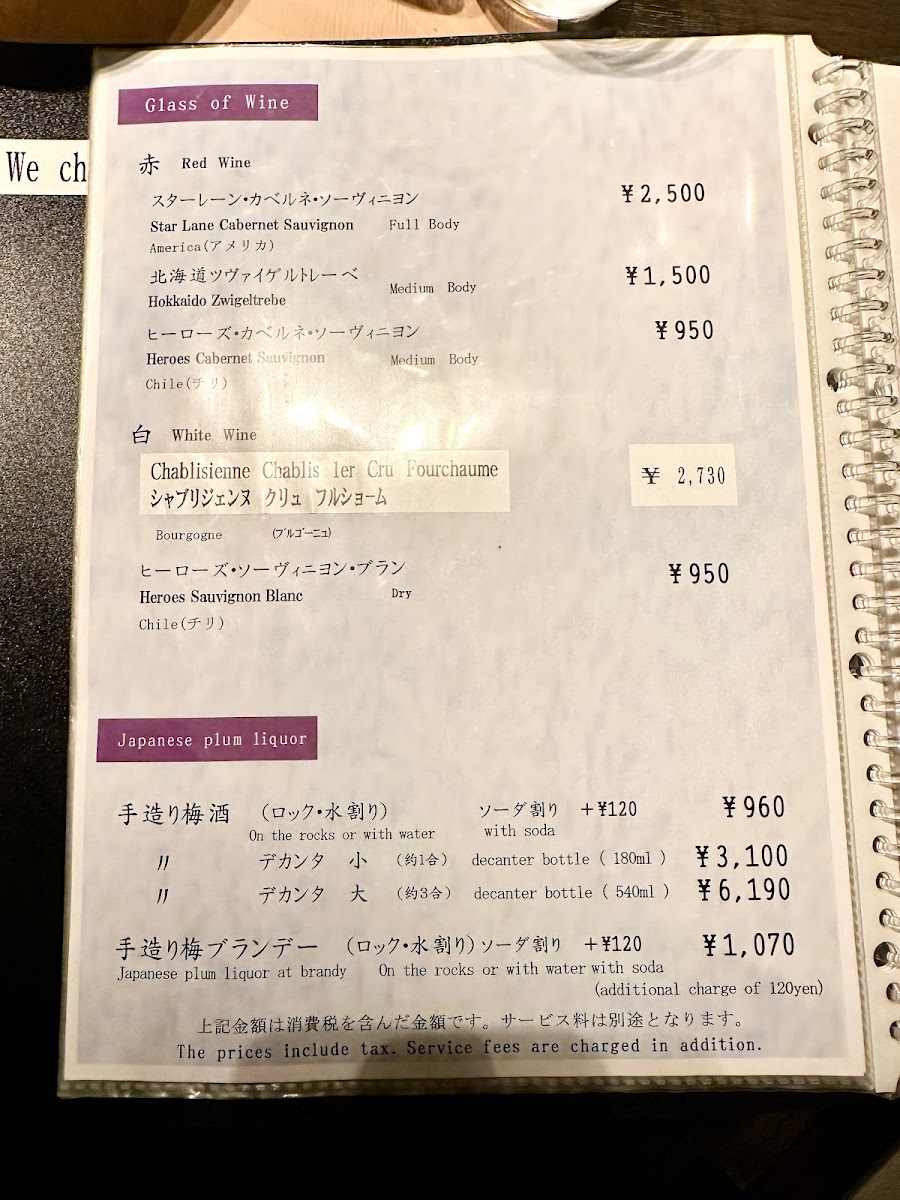 Glass of Wine
We ch
赤 Red Wine
スターレーン・カベルネ・ソーヴィニヨン ¥2,500
Star Lane Cabernet Sauvignon Full Body
America(アメリカ)
北海道ツヴァイゲルトレーベ ¥1,500
Hokkaido Zwigeltrebe Medium Body
ヒーローズ・カベルネ・ソーヴィニヨン ¥950
Heroes Cabernet Sauvignon Medium Body
Chile(チリ)
白 White Wine
Chablisienne Chablis 1er Cru Fourchaume ¥ 2,730
シャブリジェンヌ クリュ フルショーム
Bourgogne (ブルゴーニュ)
ヒーローズ・ソーヴィニヨン・ブラン ¥950
Heroes Sauvignon Blanc Dry
Chile(チリ)
Japanese plum liquor
手造り梅酒 (ロック・水割り) ソーダ割り +¥120 ¥960
On the rocks or with water with soda
〃 デカンタ 小 (約1合) decanter bottle ( 180ml ) ¥3,100
〃 デカンタ 大 (約3合) decanter bottle ( 540ml ) ¥6,190
手造り梅ブランデー (ロック・水割り) ソーダ割り +¥120 ¥1,070
Japanese plum liquor at brandy On the rocks or with water with soda
(additional charge of 120yen)
上記金額は消費税を含んだ金額です。サービス料は別途となります。
The prices include tax. Service fees are charged in addition.